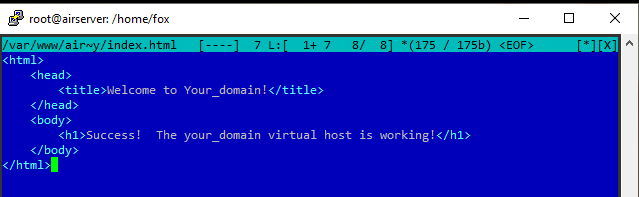 root@airserver: /home/fox
/var/www/air~y/index.html   [----]  7 L:[  1+ 7   8/  8] *(175 / 175b) <EOF>      [*][X]
<html>
    <head>
        <title>Welcome to Your_domain!</title>
    </head>
    <body>
        <h1>Success!  The your_domain virtual host is working!</h1>
    </body>
</html>